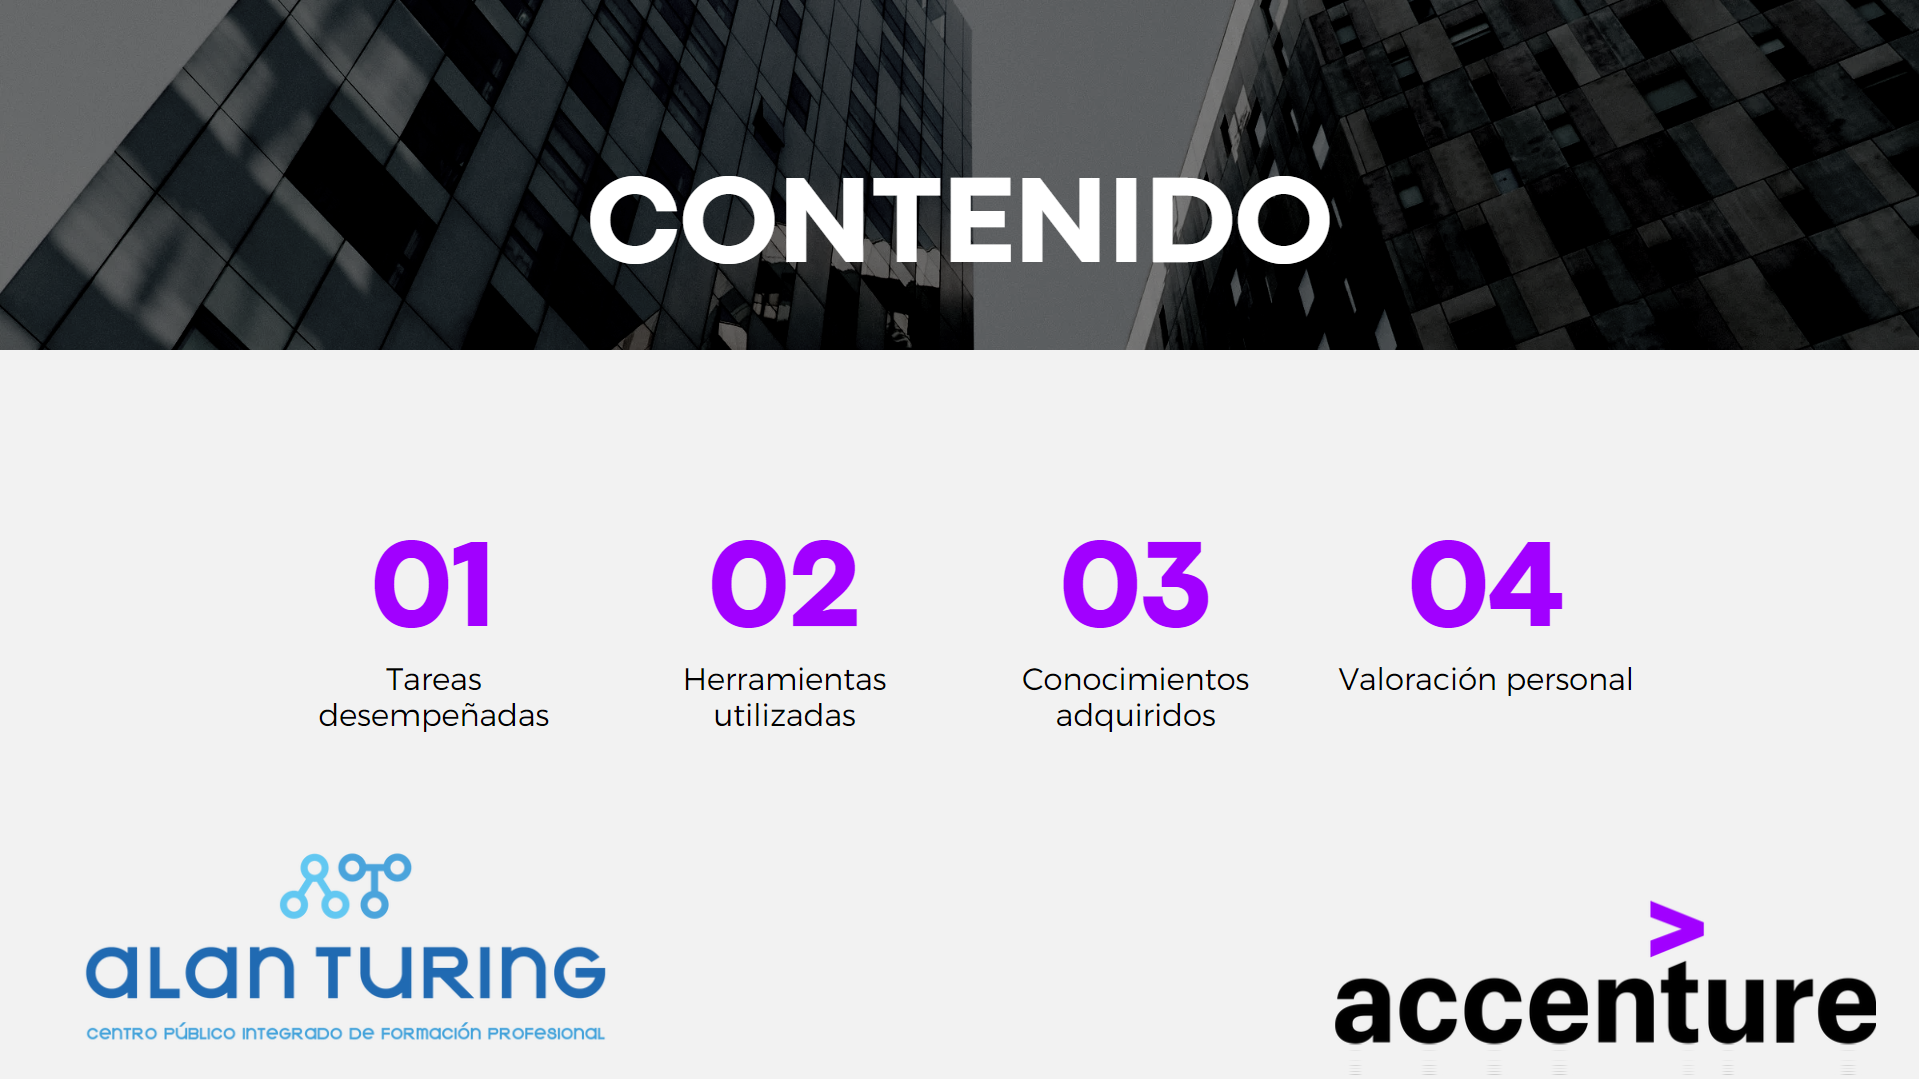 CONTENIDO
01
Tareas
desempeñadas
02
Herramientas
utilizadas
03
Conocimientos
adquiridos
04
Valoración personal
ALAN TURING
CENTRO PÚBLICO INTEGRADO DE FORMACIÓN PROFESIONAL
>
accenture